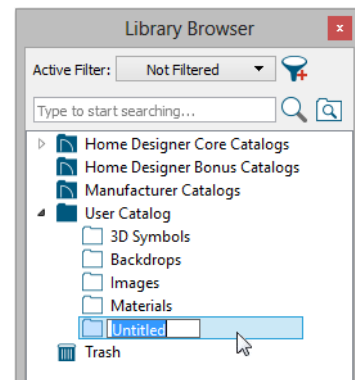 Library Browser
x
Active Filter: Not Filtered
Type to start searching...
Home Designer Core Catalogs
Home Designer Bonus Catalogs
Manufacturer Catalogs
User Catalog
3D Symbols
Backdrops
Images
Materials
Untitled
Trash